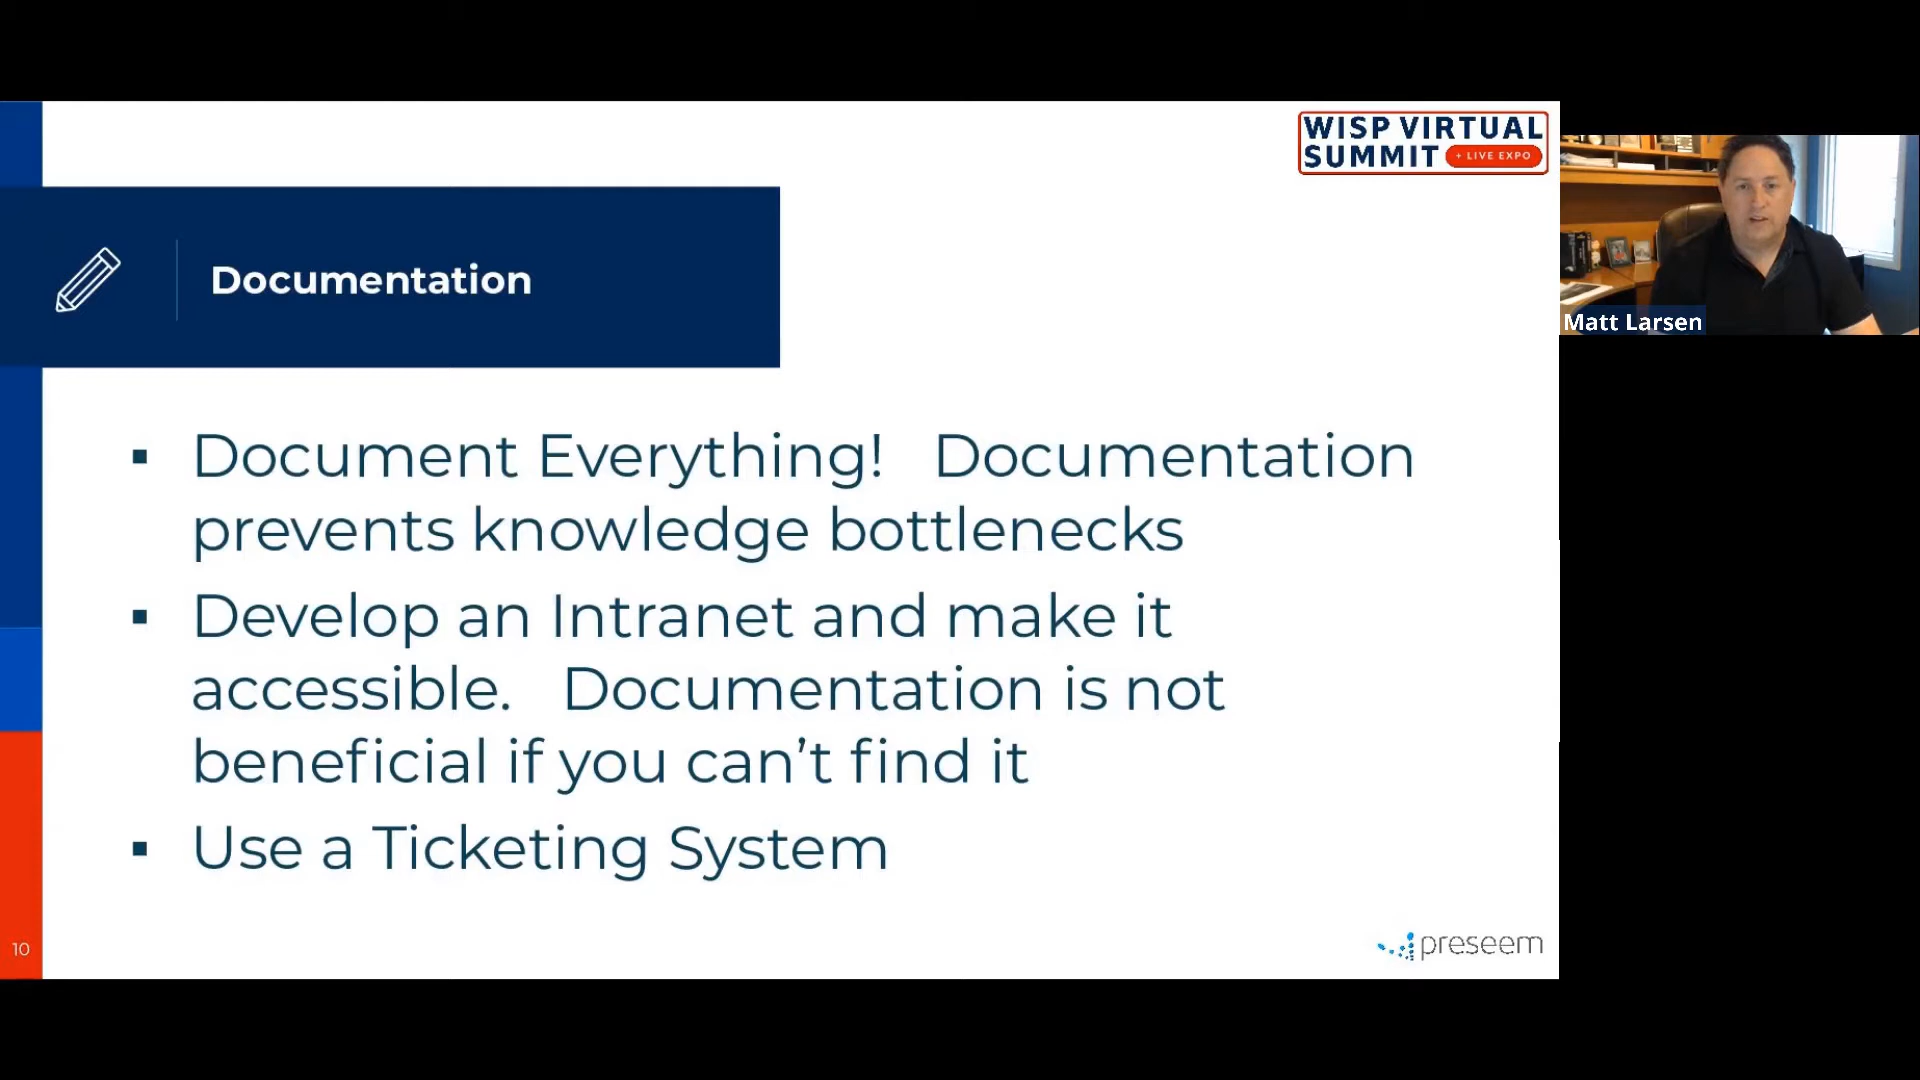 WISP VIRTUAL
SUMMIT + LIVE EXPO
Documentation
▪ Document Everything!   Documentation
prevents knowledge bottlenecks
▪ Develop an Intranet and make it
accessible.   Documentation is not
beneficial if you can’t find it
▪ Use a Ticketing System
10
preseem
Matt Larsen